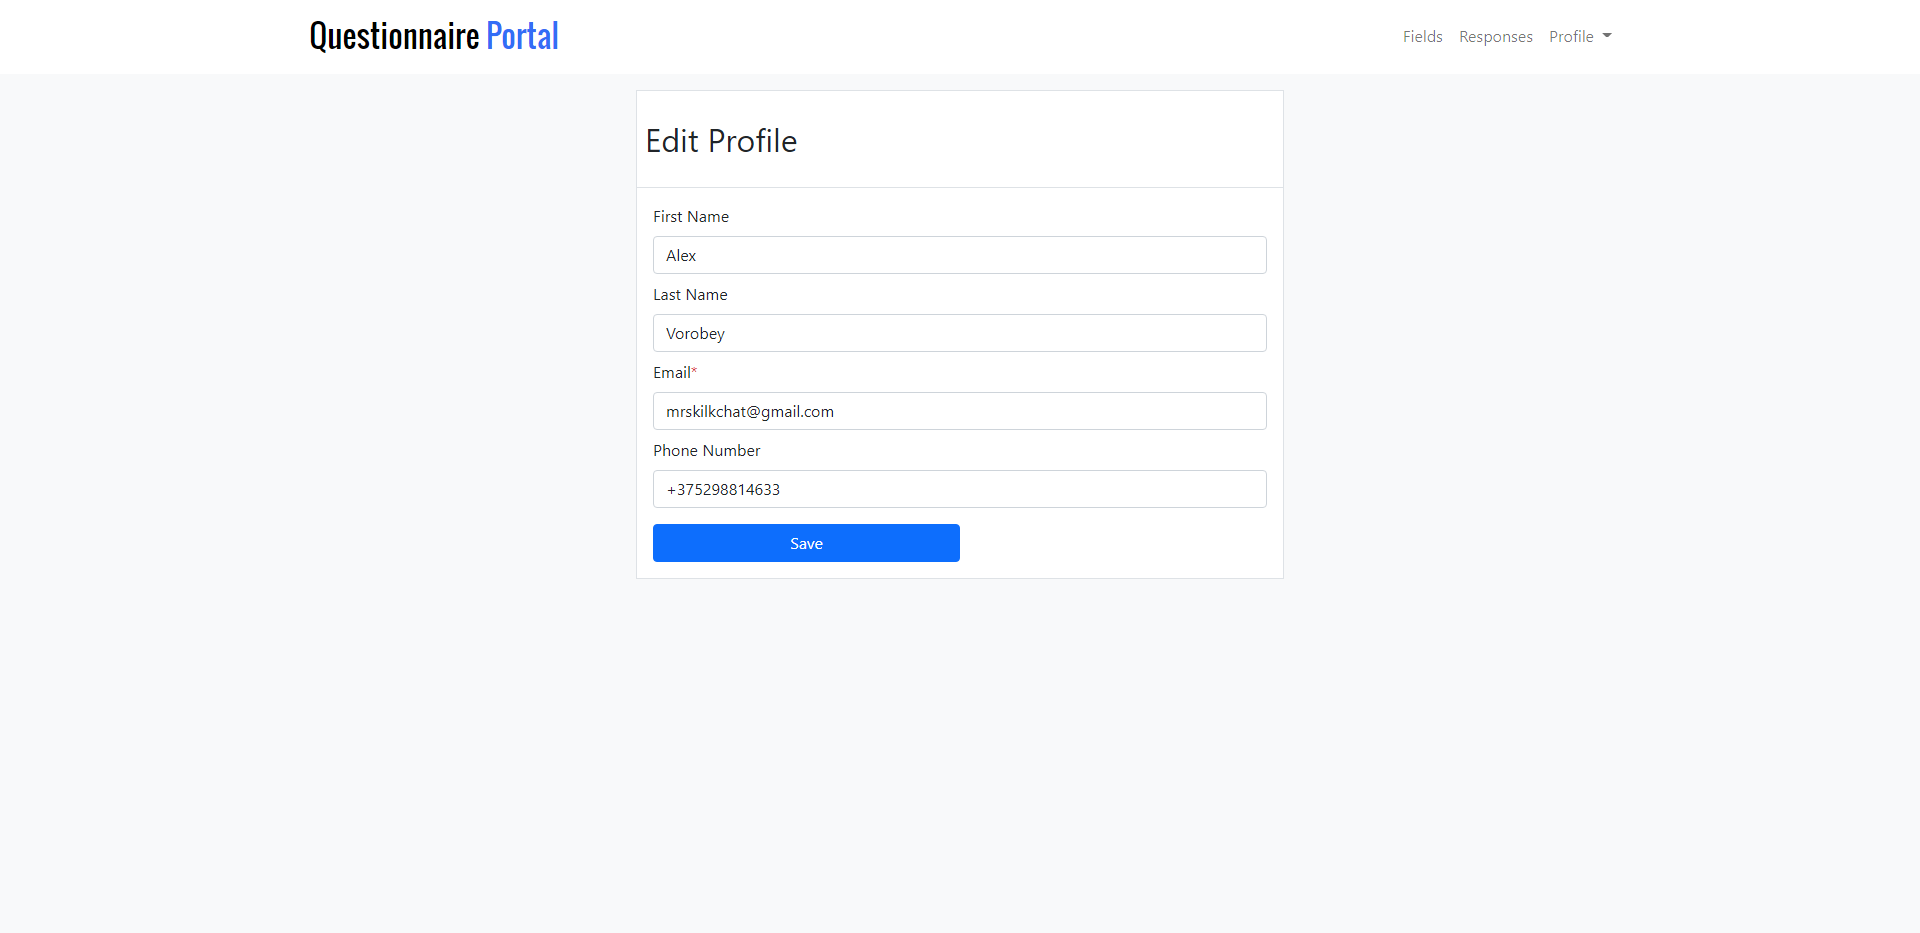 Questionnaire Portal
Fields Responses Profile
Edit Profile
First Name
Alex
Last Name
Vorobey
Email*
mrskilkchat@gmail.com
Phone Number
+375298814633
Save